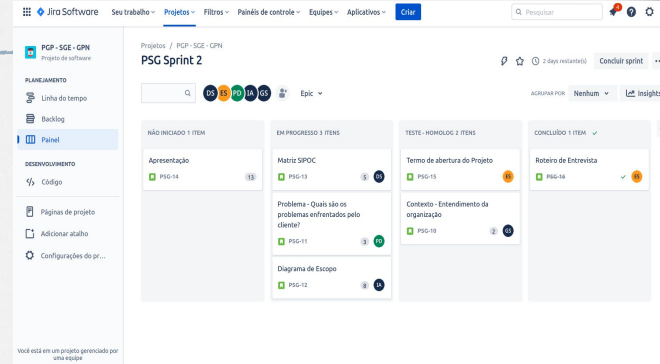 Jira Software
Seu trabalho
Projetos
Filtros
Painéis de controle
Equipes
Aplicativos
Criar
Pesquisar
4
PGP - SGE - GPN
Projeto de software
PLANEJAMENTO
Linha do tempo
Backlog
Painel
DESENVOLVIMENTO
Código
Páginas de projeto
Adicionar atalho
Configurações do pr...
Você está em um projeto gerenciado por
uma equipe
Projetos / PGP - SGE - GPN
PSG Sprint 2
2 days restante(s)
Concluir sprint
DS ES PD IA GS
Epic
AGRUPAR POR
Nenhum
Insights
NÃO INICIADO 1 ITEM
Apresentação
PSG-14 13
EM PROGRESSO 3 ITENS
Matriz SIPOC
PSG-13 5 DS
Problema - Quais são os
problemas enfrentados pelo
cliente?
PSG-11 3 PD
Diagrama de Escopo
PSG-12 8 IA
TESTE - HOMOLOG 2 ITENS
Termo de abertura do Projeto
PSG-15 ES
Contexto - Entendimento da
organização
PSG-10 2 GS
CONCLUÍDO 1 ITEM
Roteiro de Entrevista
PSG-16 ES